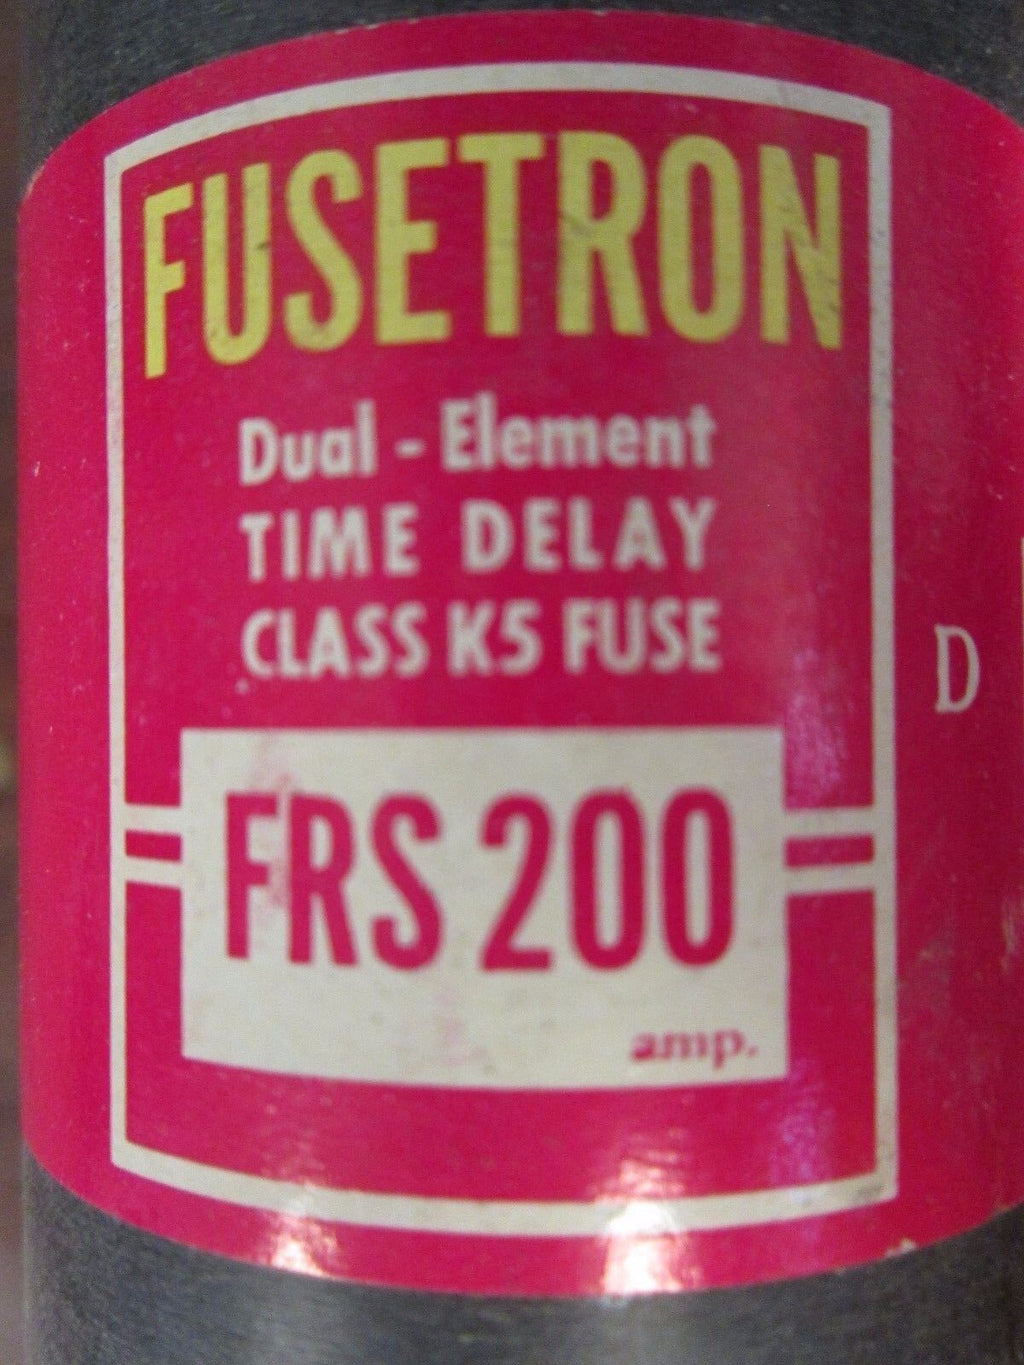 FUSETRON
Dual - Element
TIME DELAY
CLASS K5 FUSE
FRS 200
amp.
D